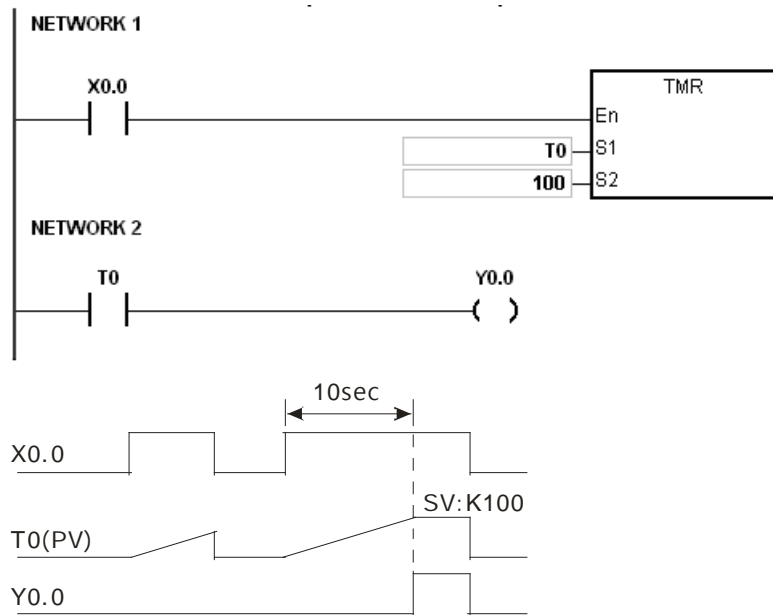 NETWORK 1
X0.0
TMR
En
T0 S1
100 S2
NETWORK 2
T0 Y0.0
10sec
X0.0
SV:K100
T0(PV)
Y0.0